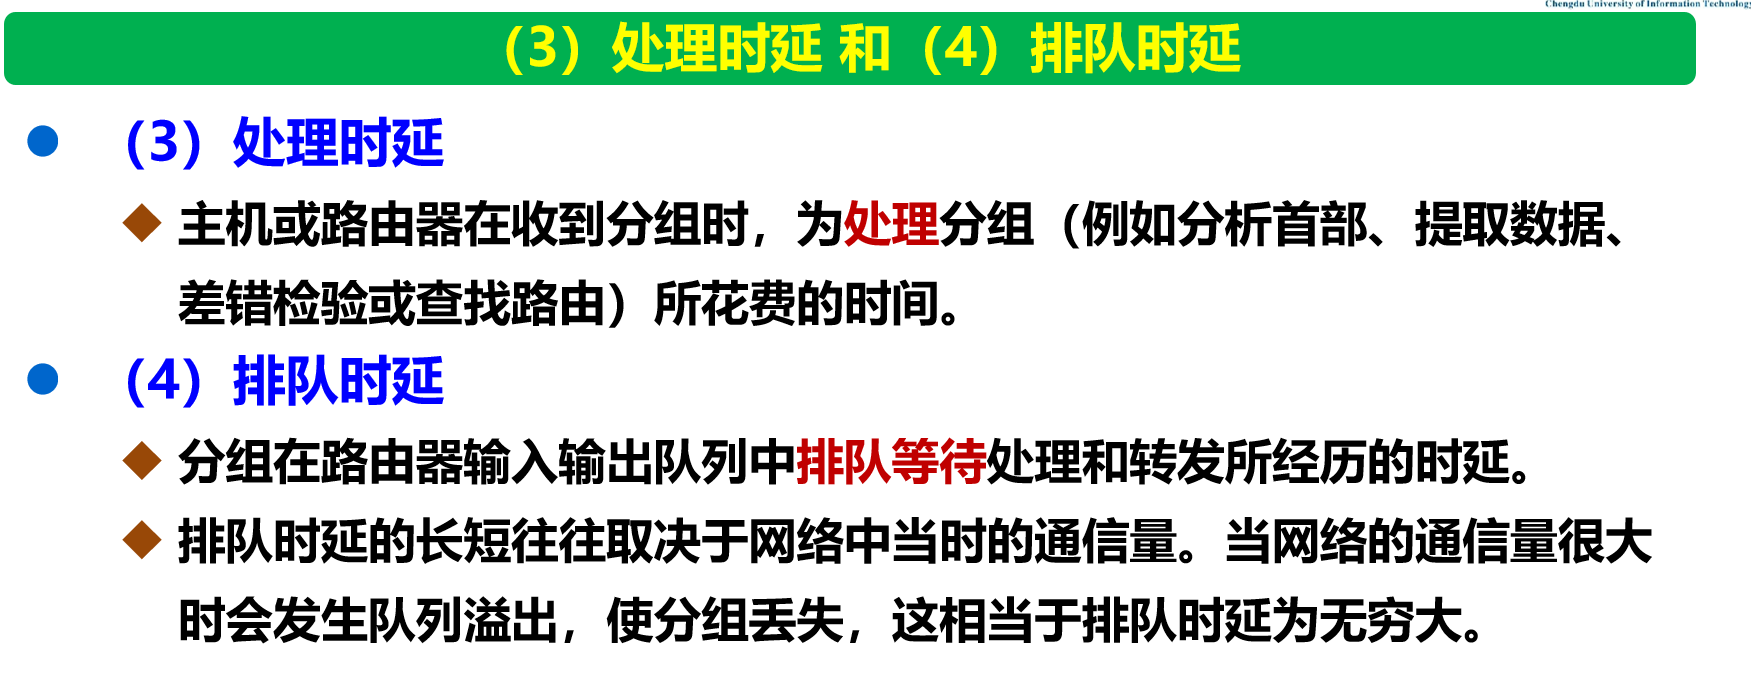 Chengdu University of Information Technology
（3）处理时延 和（4）排队时延
（3）处理时延
主机或路由器在收到分组时，为处理分组（例如分析首部、提取数据、
差错检验或查找路由）所花费的时间。
（4）排队时延
分组在路由器输入输出队列中排队等待处理和转发所经历的时延。
排队时延的长短往往取决于网络中当时的通信量。当网络的通信量很大
时会发生队列溢出，使分组丢失，这相当于排队时延为无穷大。